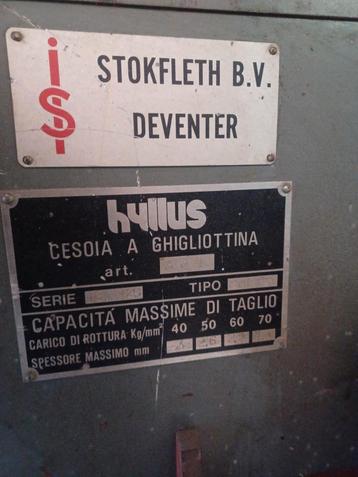 iSt
STOKFLETH B.V.
DEVENTER
hyllus
CESOIA A GHIGLIOTTINA
art.
SERIE TIPO
CAPACITÀ MASSIME DI TAGLIO
CARICO DI ROTTURA Kg/mm² 40 50 60 70
SPESSORE MASSIMO mm